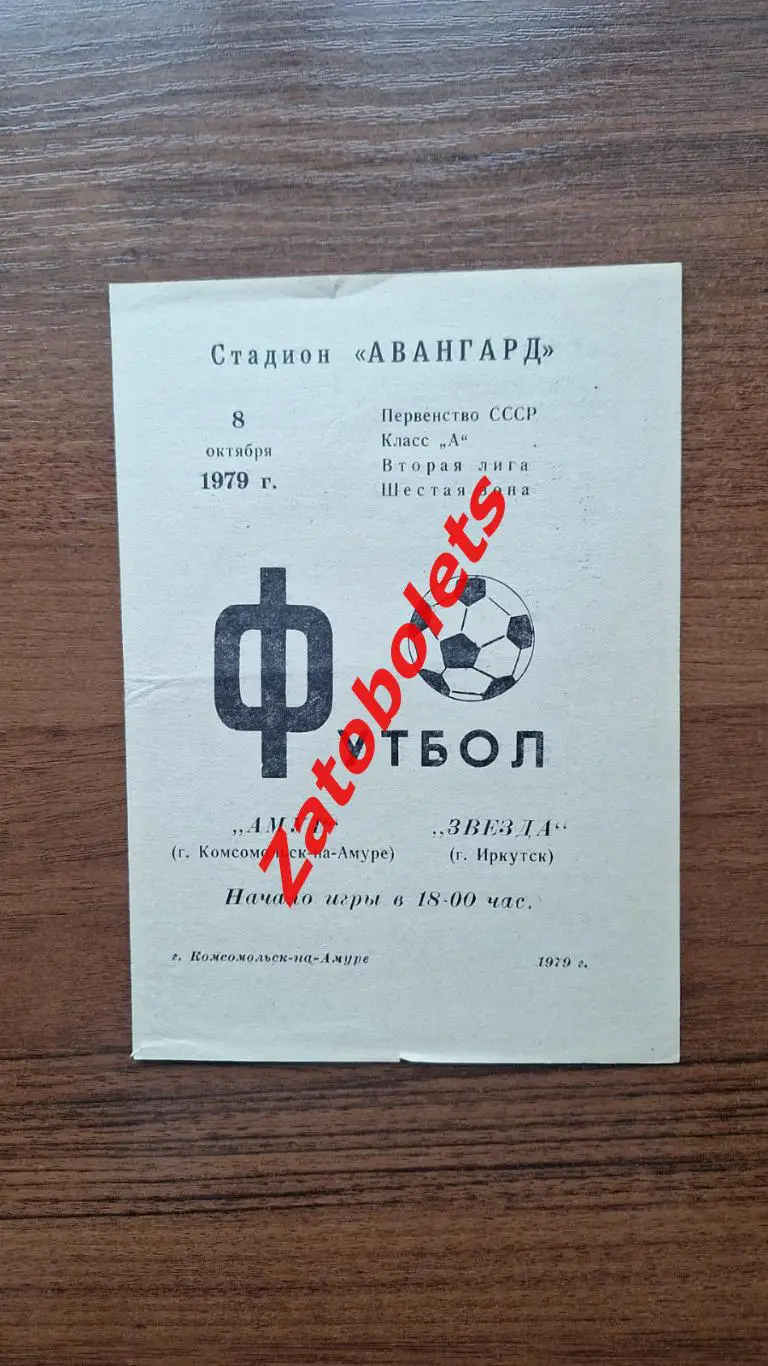 Стадион «АВАНГАРД»
8
октября
1979 г.
Первенство СССР
Класс „А“
Вторая лига
Шестая зона
ФУТБОЛ
„АМУР“
(г. Комсомольск-на-Амуре)
„ЗВЕЗДА“
(г. Иркутск)
Начало игры в 18-00 час.
г. Комсомольск-на-Амуре
1979 г.
Zatobolets